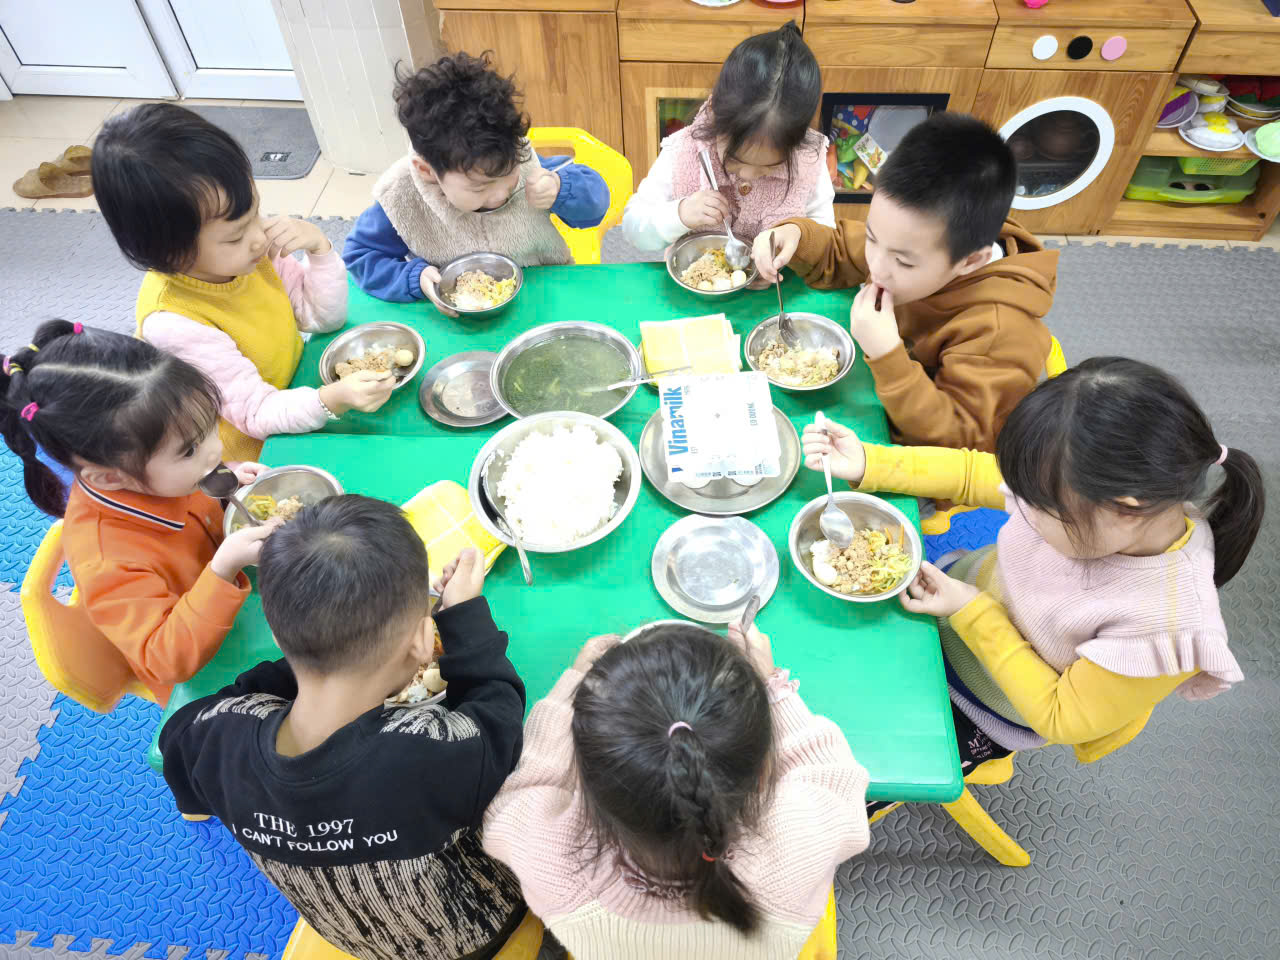 Vinamilk
THE 1997
I CAN'T FOLLOW YOU